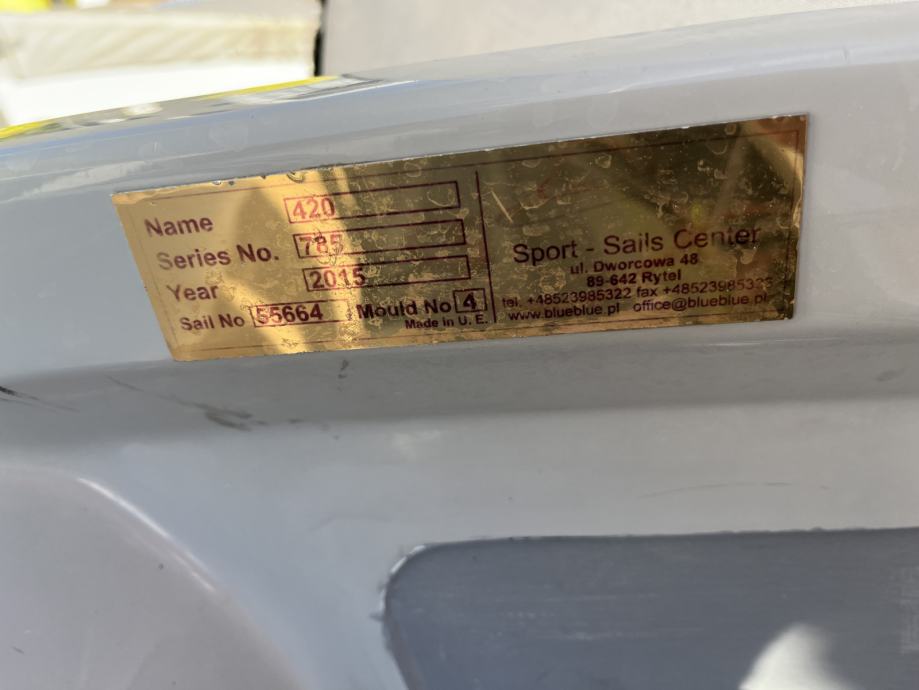 Name 420
Series No. 785
Year 2015
Sail No 55664 Mould No 4
Made in U. E.
Sport - Sails Center
ul. Dworcowa 48
89-642 Rytel
tel. +48523985322 fax
www.blueblue.pl office@blueblue.pl